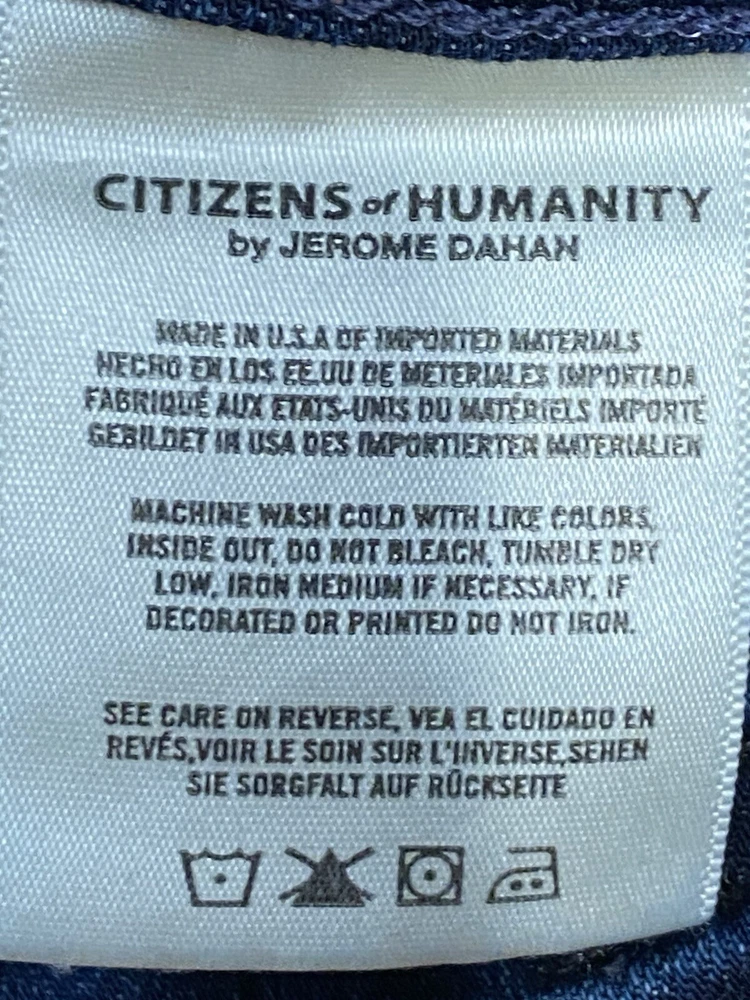 CITIZENS of HUMANITY
by JEROME DAHAN
MADE IN U.S.A OF IMPORTED MATERIALS
HECHO EN LOS EE.UU DE METERIALES IMPORTADA
FABRIQUÉ AUX ETATS-UNIS DU MATÉRIELS IMPORTÉ
GEBILDET IN USA DES IMPORTIERTEN MATERIALIEN
MACHINE WASH COLD WITH LIKE COLORS,
INSIDE OUT, DO NOT BLEACH, TUMBLE DRY
LOW, IRON MEDIUM IF NECESSARY. IF
DECORATED OR PRINTED DO NOT IRON.
SEE CARE ON REVERSE, VEA EL CUIDADO EN
REVÉS,VOIR LE SOIN SUR L'INVERSE,SEHEN
SIE SORGFALT AUF RÜCKSEITE